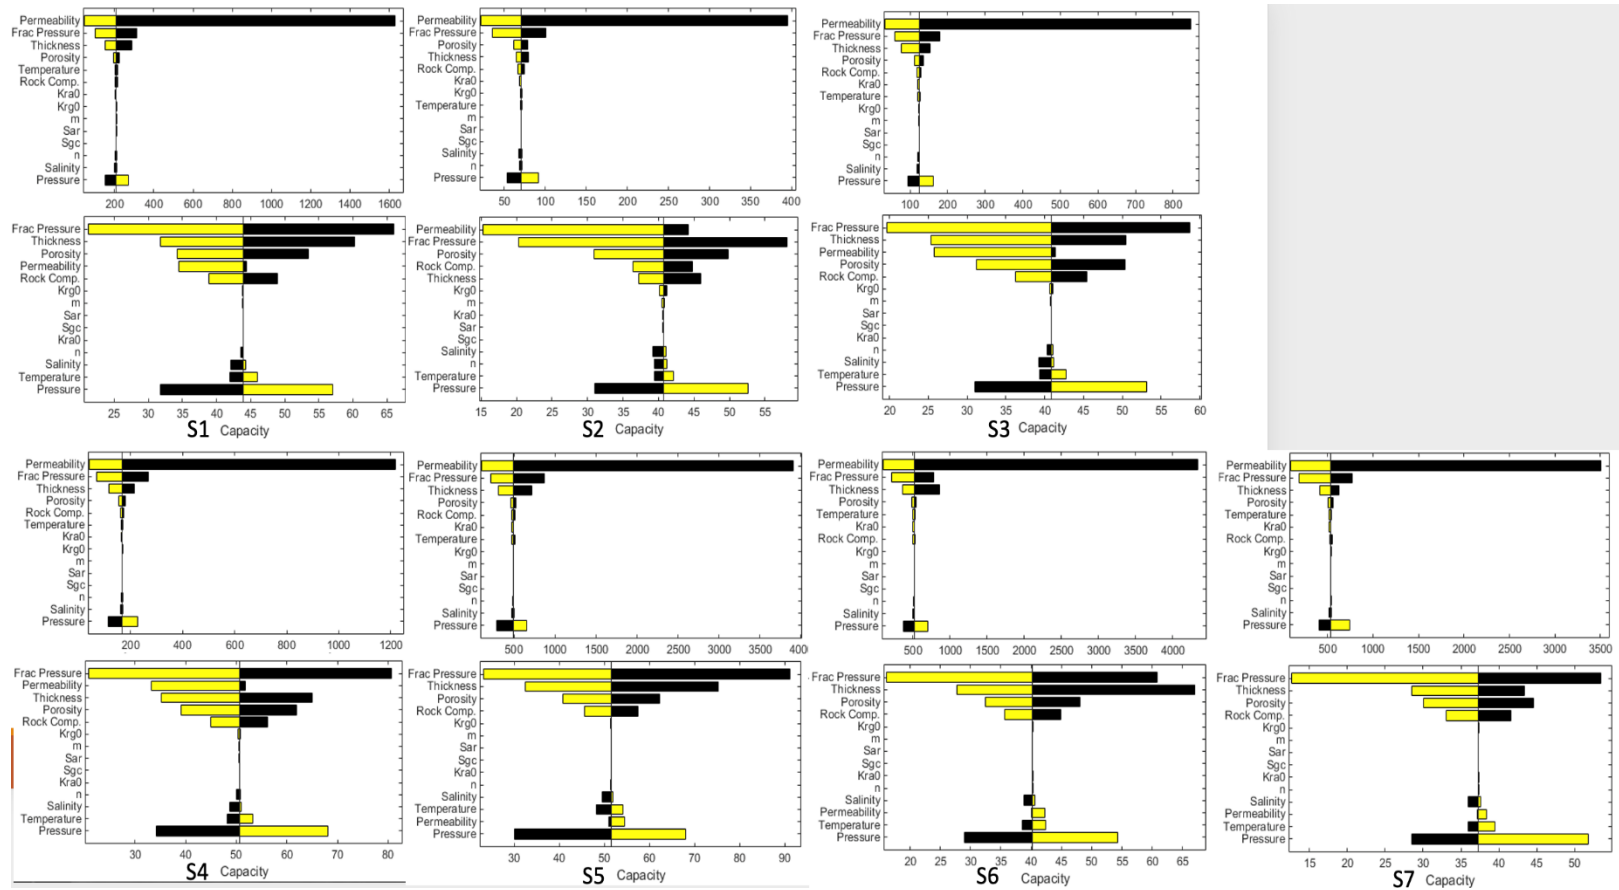 Permeability
Frac Pressure
Thickness
Porosity
Temperature
Rock Comp.
Kra0
Krg0
m
Sar
Sgc
n
Salinity
Pressure
200 400 600 800 1000 1200 1400 1600
Permeability
Frac Pressure
Porosity
Thickness
Rock Comp.
Kra0
Krg0
Temperature
m
Sar
Sgc
Salinity
n
Pressure
50 100 150 200 250 300 350 400
Permeability
Frac Pressure
Thickness
Porosity
Rock Comp.
Kra0
Temperature
Krg0
m
Sar
Sgc
n
Salinity
Pressure
100 200 300 400 500 600 700 800
Frac Pressure
Thickness
Porosity
Permeability
Rock Comp.
Krg0
m
Sar
Sgc
Kra0
n
Salinity
Temperature
Pressure
25 30 35 40 45 50 55 60 65
S1 Capacity
Permeability
Frac Pressure
Porosity
Rock Comp.
Thickness
Krg0
m
Kra0
Sar
Sgc
Salinity
n
Temperature
Pressure
15 20 25 30 35 40 45 50 55
S2 Capacity
Frac Pressure
Thickness
Permeability
Porosity
Rock Comp.
Krg0
m
Sar
Sgc
Kra0
n
Salinity
Temperature
Pressure
20 25 30 35 40 45 50 55 60
S3 Capacity
Permeability
Frac Pressure
Thickness
Porosity
Rock Comp.
Temperature
Kra0
Krg0
m
Sar
Sgc
n
Salinity
Pressure
200 400 600 800 1000 1200
Permeability
Frac Pressure
Thickness
Porosity
Rock Comp.
Kra0
Temperature
Krg0
m
Sar
Sgc
n
Salinity
Pressure
500 1000 1500 2000 2500 3000 3500 4000
Permeability
Frac Pressure
Thickness
Porosity
Temperature
Kra0
Rock Comp.
Krg0
m
Sar
Sgc
n
Salinity
Pressure
500 1000 1500 2000 2500 3000 3500 4000
Permeability
Frac Pressure
Thickness
Porosity
Temperature
Kra0
Rock Comp.
Krg0
m
Sar
Sgc
n
Salinity
Pressure
500 1000 1500 2000 2500 3000 3500
Frac Pressure
Permeability
Thickness
Porosity
Rock Comp.
Krg0
m
Sar
Sgc
Kra0
n
Salinity
Temperature
Pressure
30 40 50 60 70 80
S4 Capacity
Frac Pressure
Thickness
Porosity
Rock Comp.
Krg0
m
Sar
Sgc
Kra0
n
Salinity
Temperature
Permeability
Pressure
30 40 50 60 70 80 90
S5 Capacity
Frac Pressure
Thickness
Porosity
Rock Comp.
Krg0
m
Sar
Sgc
Kra0
n
Salinity
Permeability
Temperature
Pressure
20 25 30 35 40 45 50 55 60 65
S6 Capacity
Frac Pressure
Thickness
Porosity
Rock Comp.
Krg0
m
Sar
Sgc
Kra0
n
Salinity
Permeability
Temperature
Pressure
15 20 25 30 35 40 45 50
S7 Capacity